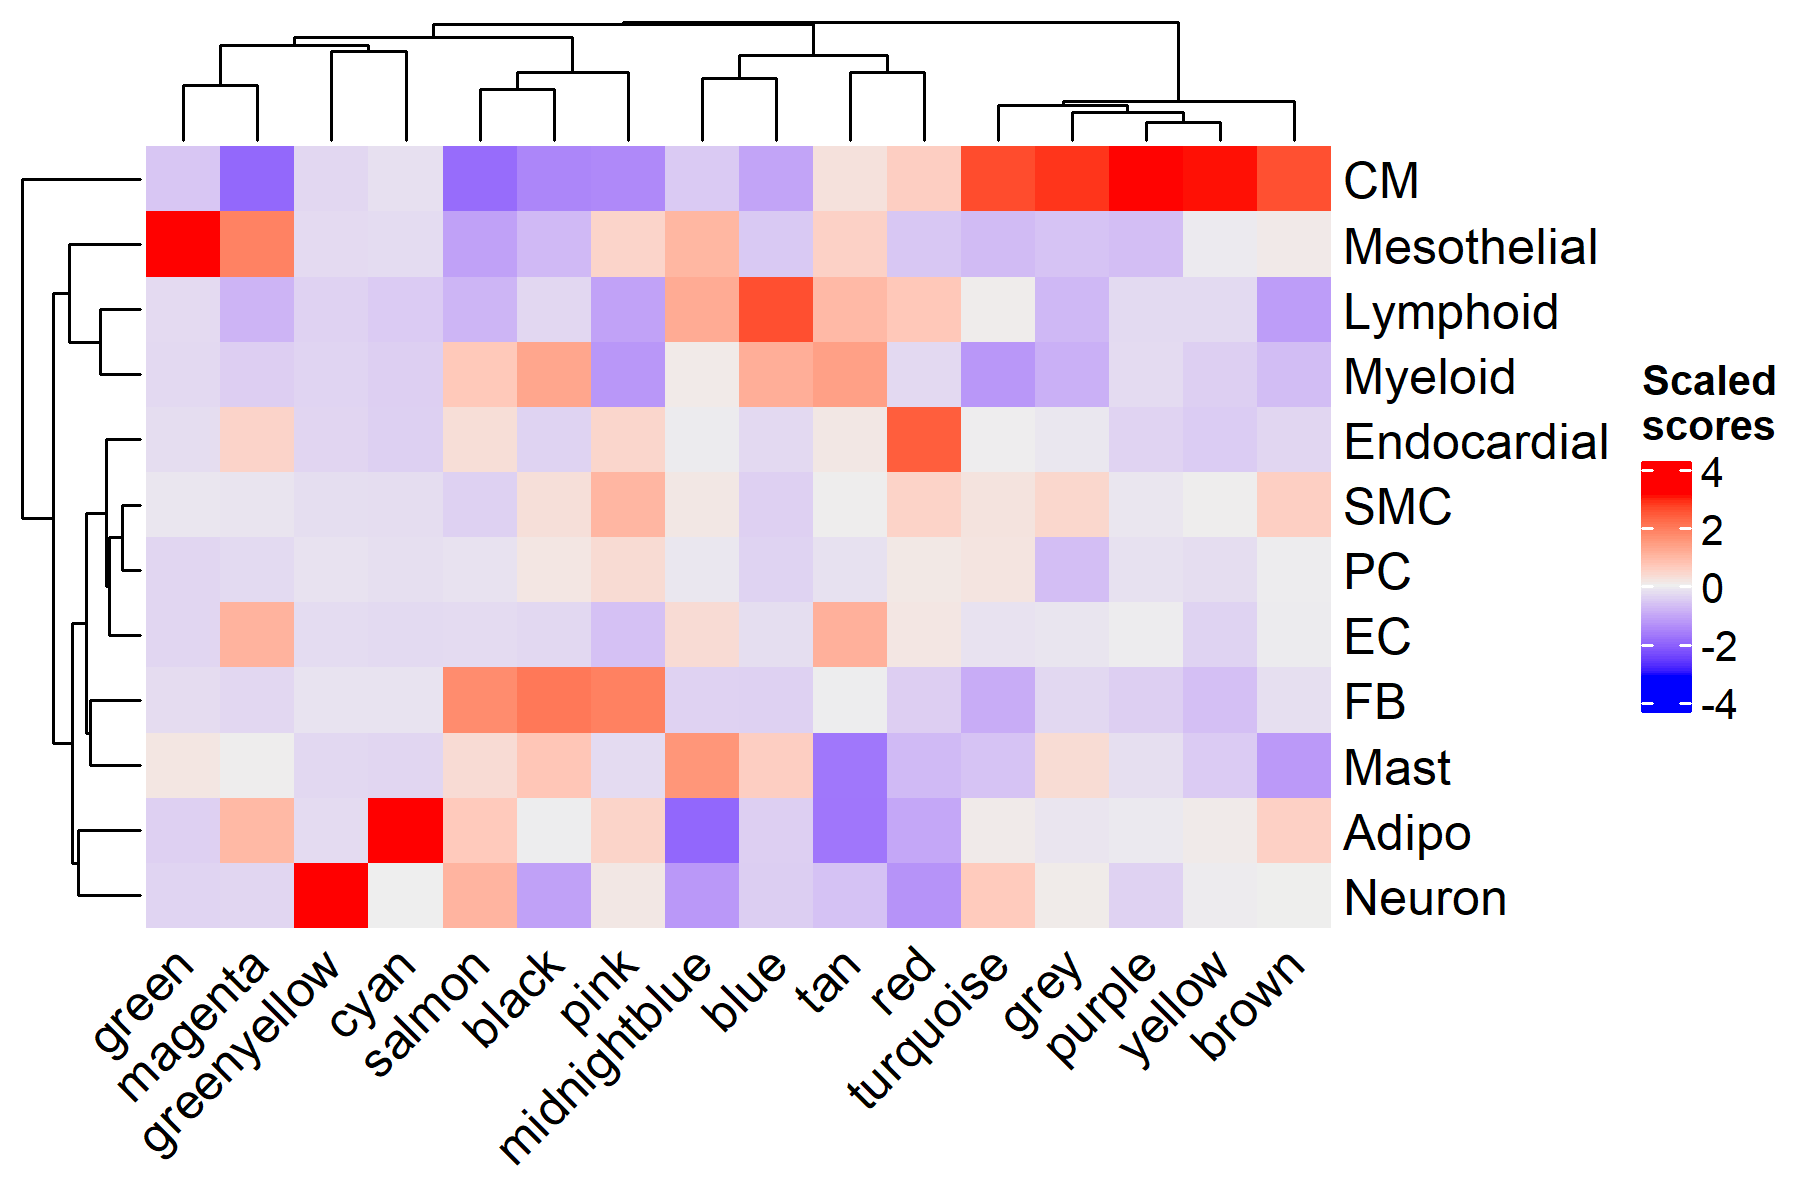 CM
Mesothelial
Lymphoid
Myeloid
Endocardial
SMC
PC
EC
FB
Mast
Adipo
Neuron
Scaled
scores
4
2
0
-2
-4
green
magenta
greenyellow
cyan
salmon
black
pink
midnightblue
blue
tan
red
turquoise
grey
purple
yellow
brown